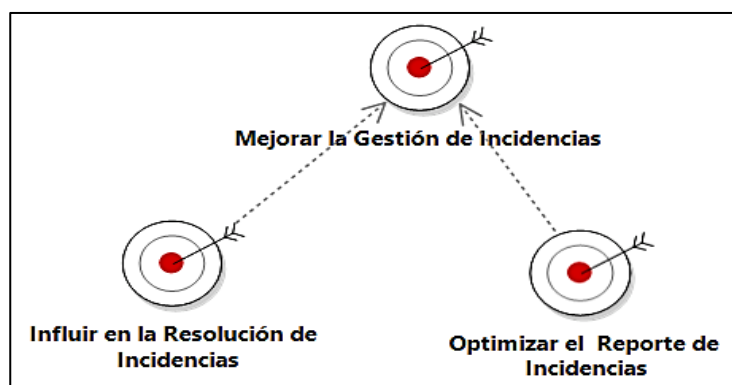 Mejorar la Gestión de Incidencias
Influir en la Resolución de
Incidencias
Optimizar el Reporte de
Incidencias